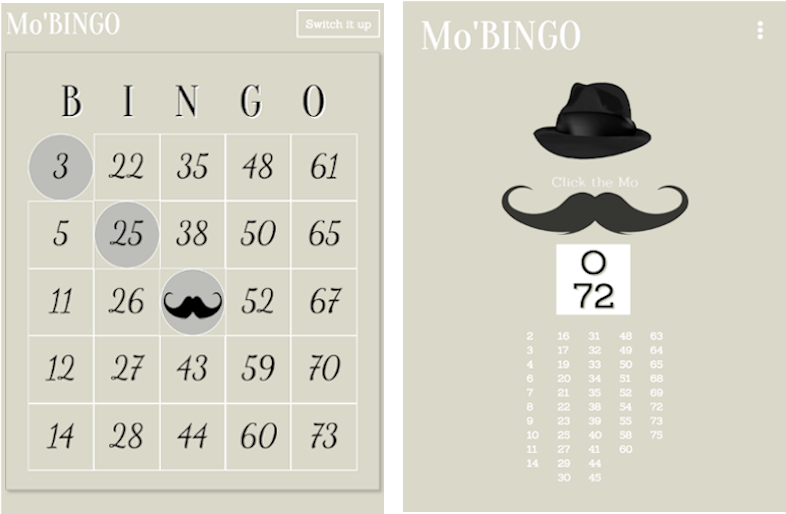 Mo'BINGO
Switch it up
B I N G O
3 22 35 48 61
5 25 38 50 65
11 26 52 67
12 27 43 59 70
14 28 44 60 73
Mo'BINGO
Click the Mo
O
72
2 16 31 48 63
3 17 32 49 64
4 19 33 50 65
6 20 34 51 68
7 21 35 52 69
8 22 38 54 72
9 23 39 55 73
10 25 40 58 75
11 27 41 60
14 29 44
30 45